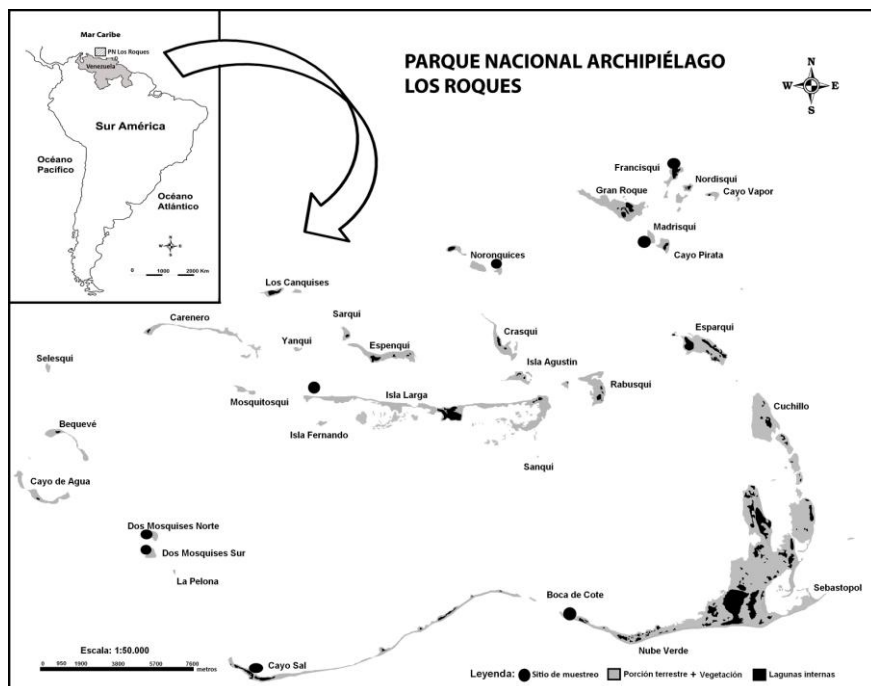 Mar Caribe
PN Los Roques
Venezuela
Sur América
Océano
Pacífico
Océano
Atlántico
N
W E
S
0 1000 2000 Km
PARQUE NACIONAL ARCHIPIÉLAGO
LOS ROQUES
N
W E
S
Francisqui
Nordisqui
Gran Roque
Cayo Vapor
Madrisqui
Cayo Pirata
Noronquices
Los Canquises
Carenero
Sarqui
Yanqui
Espenqui
Crasqui
Esparqui
Selesqui
Isla Agustin
Rabusqui
Mosquitosqui
Isla Larga
Cuchillo
Isla Fernando
Bequevé
Sanqui
Cayo de Agua
Dos Mosquises Norte
Dos Mosquises Sur
La Pelona
Boca de Cote
Sebastopol
Nube Verde
Cayo Sal
Escala: 1:50.000
0 950 1900 3800 5700 7600
metros
Leyenda: Sitio de muestreo Porción terrestre + Vegetación Lagunas internas